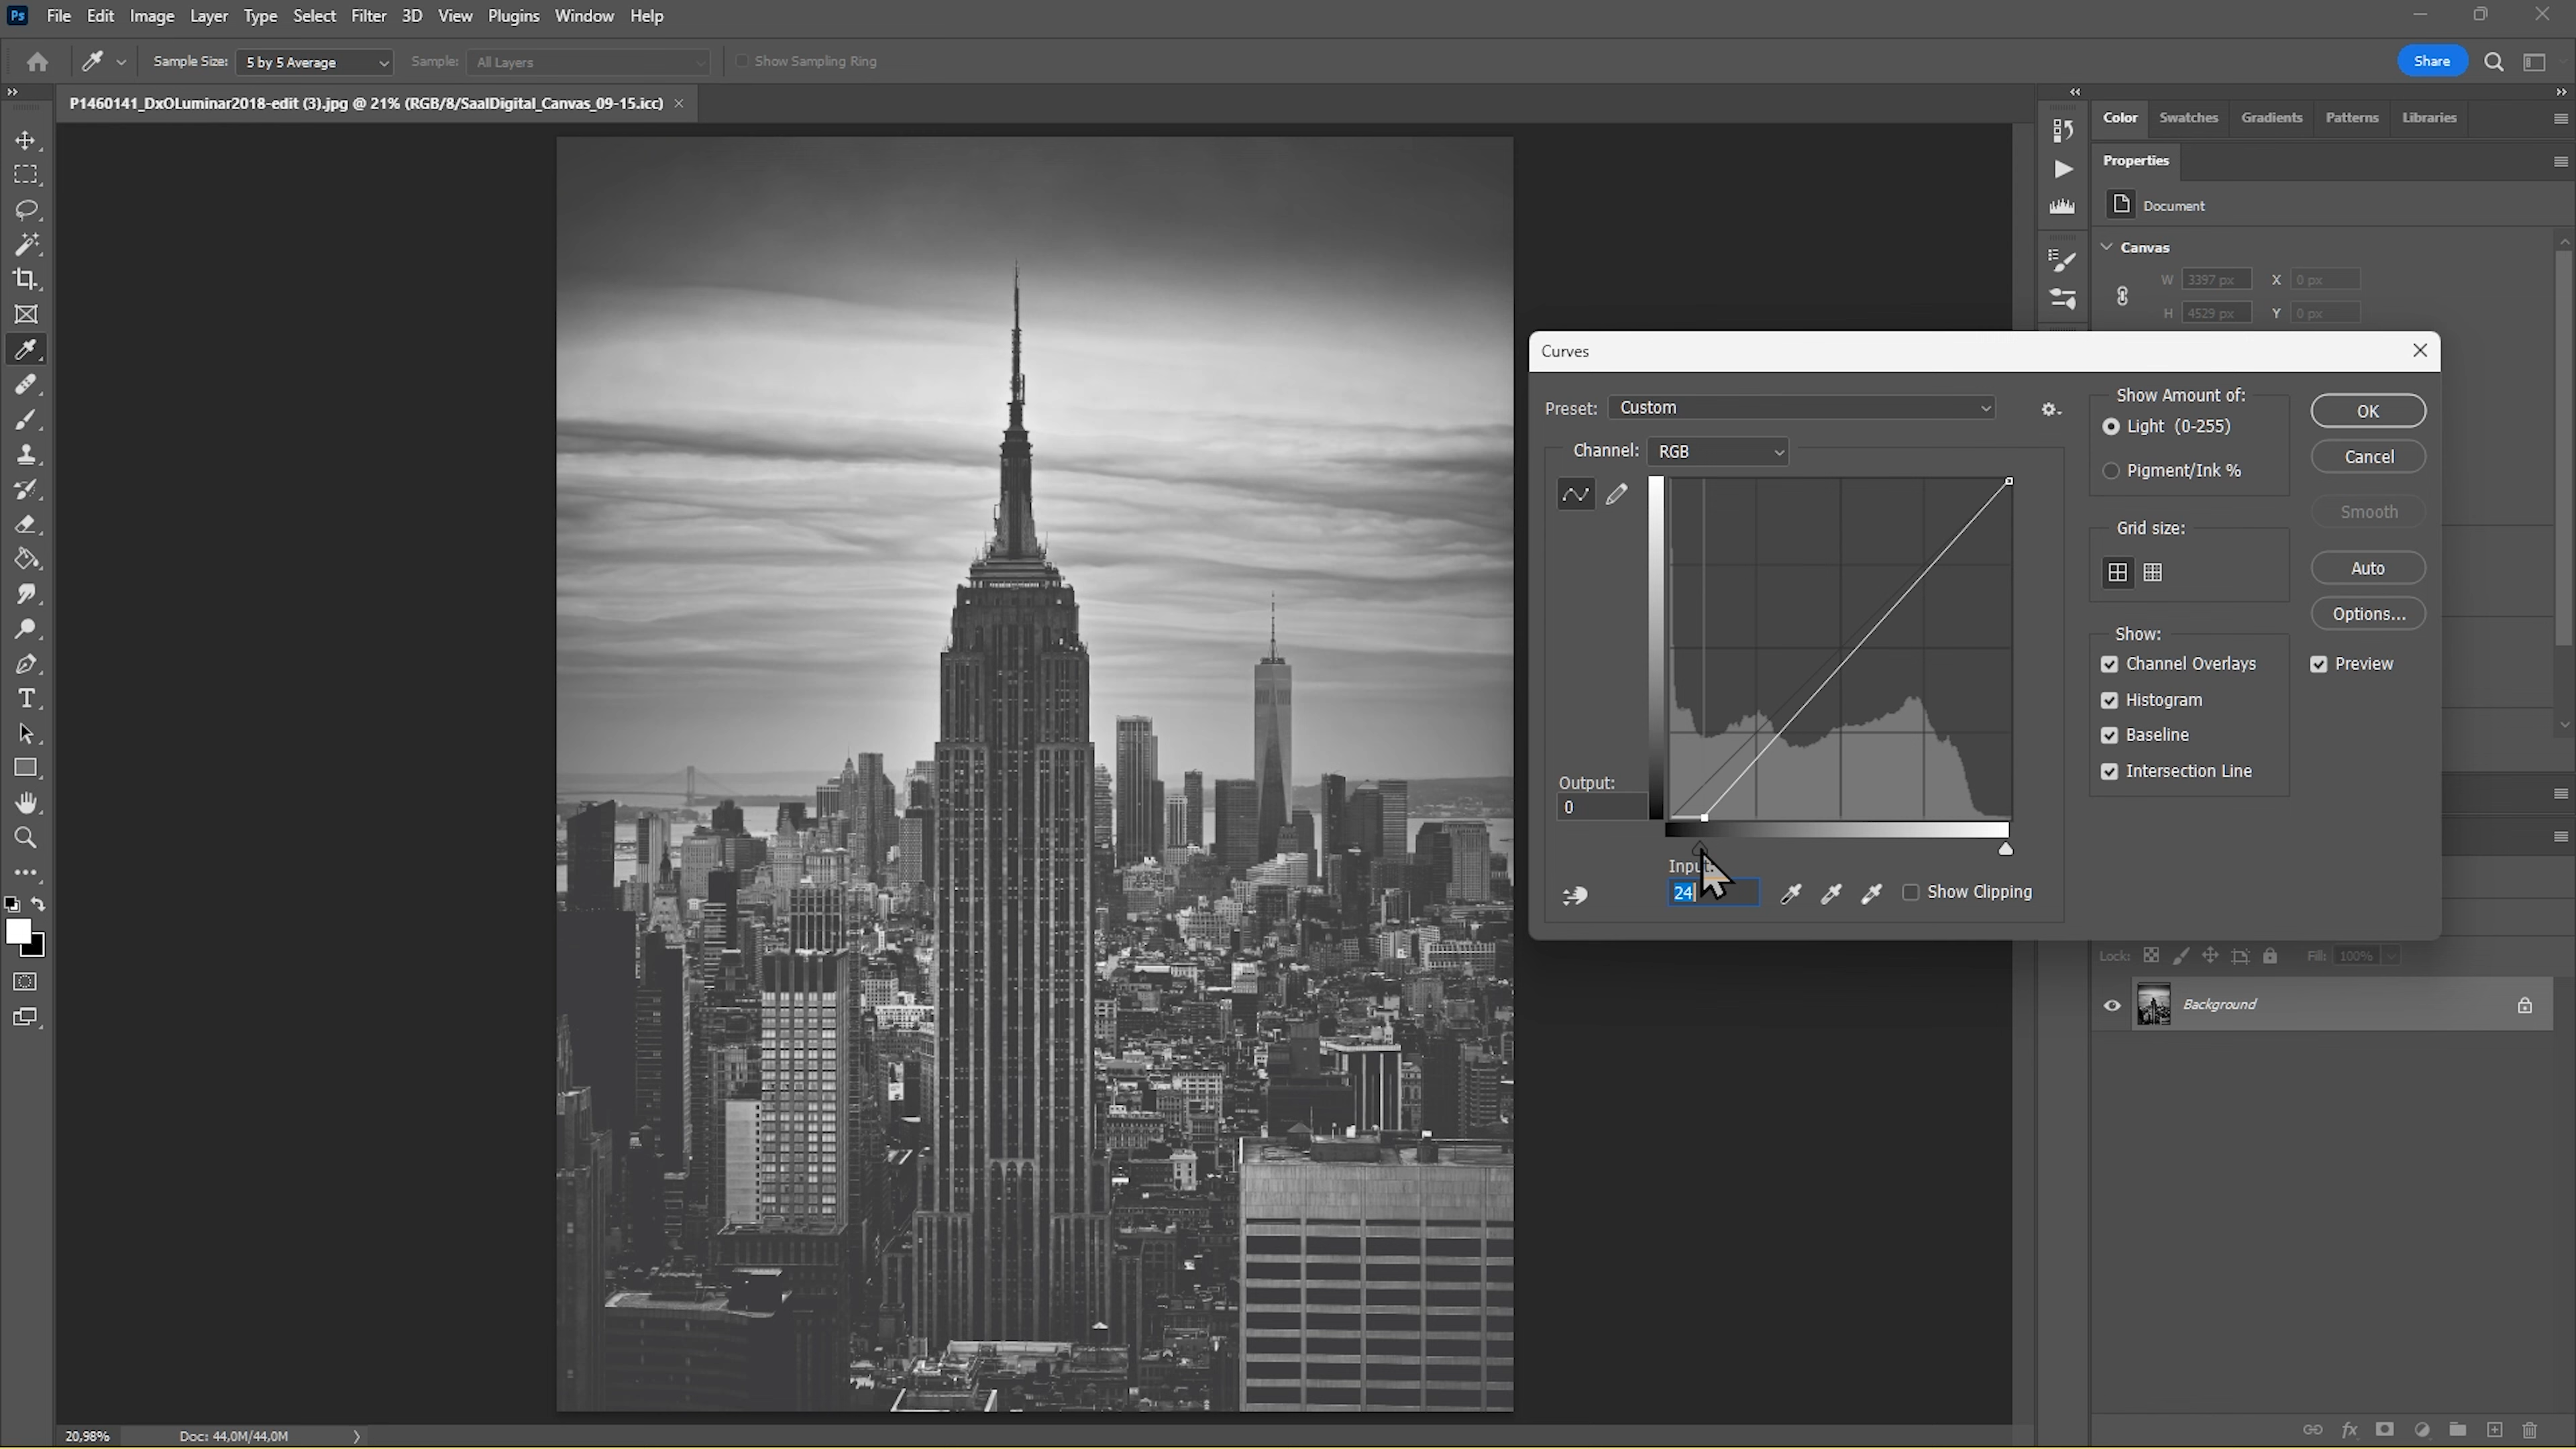 Ps File Edit Image Layer Type Select Filter 3D View Plugins Window Help
Sample Size: 5 by 5 Average Sample: All Layers Show Sampling Ring Share
P1460141_DxOLuminar2018-edit (3).jpg @ 21% (RGB/8/SaalDigital_Canvas_09-15.icc)
Color Swatches Gradients Patterns Libraries
Properties
Document
Canvas
W 3397 px X 0 px
H 4529 px Y 0 px
Curves
Preset: Custom
Channel: RGB
Output:
0
Input:
24
Show Clipping
Show Amount of:
Light (0-255)
Pigment/Ink %
Grid size:
Show:
Channel Overlays
Histogram
Baseline
Intersection Line
OK
Cancel
Smooth
Auto
Options...
Preview
Lock: Fill: 100%
Background
20,98% Doc: 44,0M/44,0M
fx